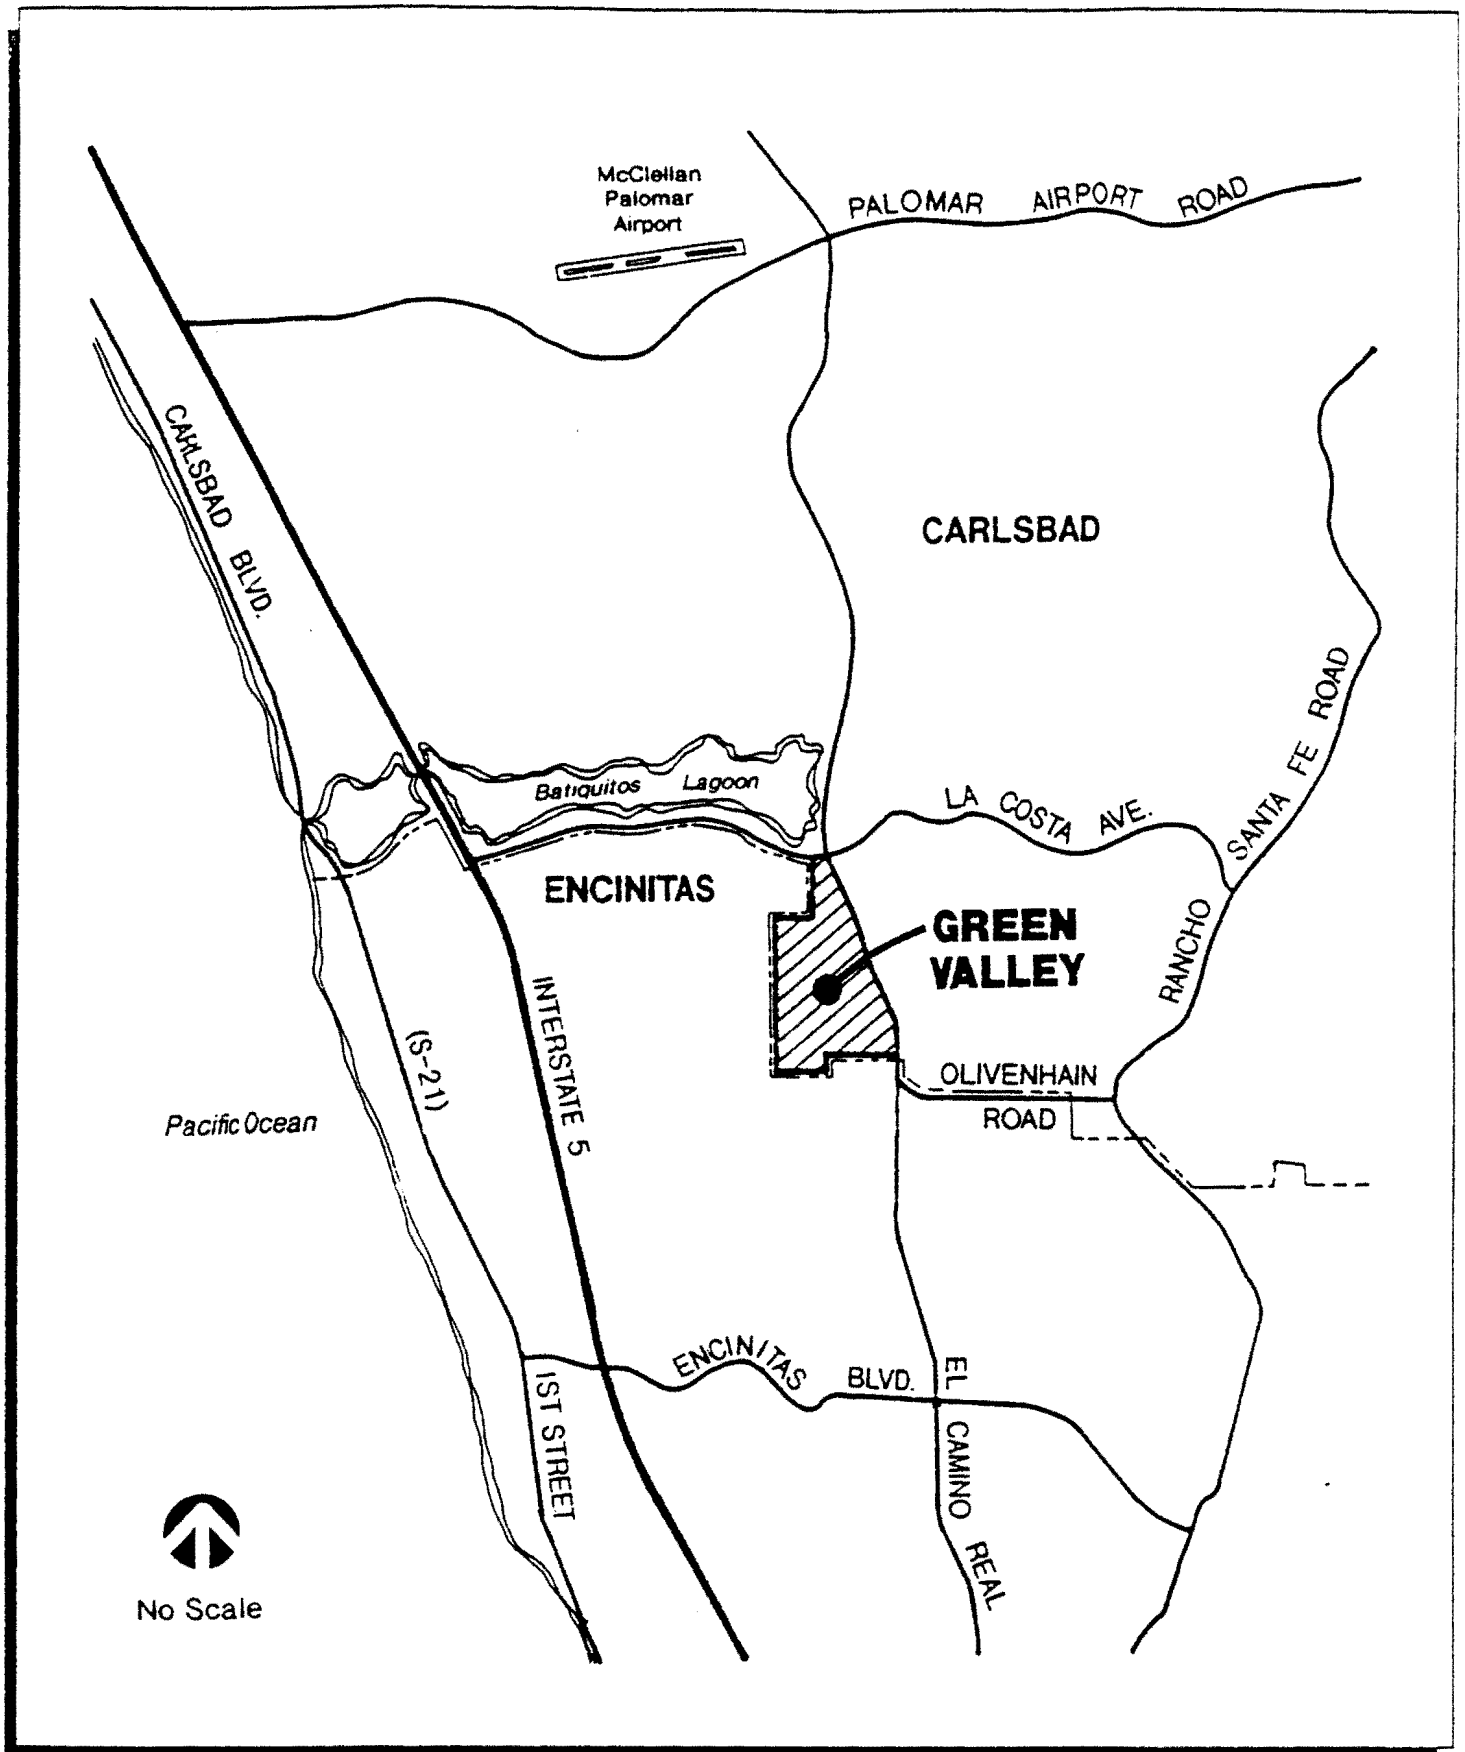 McClellan
Palomar
Airport
PALOMAR AIRPORT ROAD
CARLSBAD BLVD.
CARLSBAD
SANTA FE ROAD
Batiquitos Lagoon
LA COSTA AVE.
ENCINITAS
GREEN
VALLEY
RANCHO
INTERSTATE 5
(S-21)
OLIVENHAIN
ROAD
Pacific Ocean
ENCINITAS BLVD.
EL CAMINO REAL
1ST STREET
No Scale